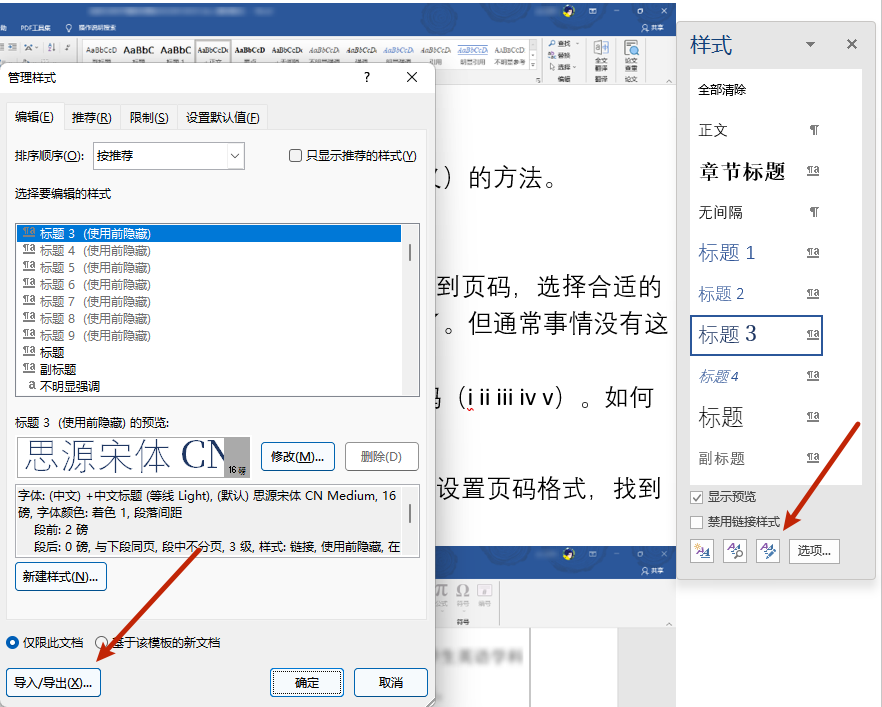 PDF工具集
操作说明搜索
共享
AaBbCcD AaBbC AaBbC AaBbCcDc AaBbCcD AaBbCcDc AaBbCcDc AaBbCcDc AaBbCcDc AaBbCcDc AaBbCcDc AaBbCcD
查找
替换
选择
编辑
全文
翻译
翻译
论文
查重
论文
管理样式
?
编辑(E)
推荐(R)
限制(S)
设置默认值(F)
排序顺序(O):
按推荐
只显示推荐的样式(Y)
选择要编辑的样式
标题 3 (使用前隐藏)
标题 4 (使用前隐藏)
标题 5 (使用前隐藏)
标题 6 (使用前隐藏)
标题 7 (使用前隐藏)
标题 8 (使用前隐藏)
标题 9 (使用前隐藏)
标题
副标题
a 不明显强调
标题 3 (使用前隐藏) 的预览:
思源宋体 CN
16 磅
修改(M)...
删除(D)
字体: (中文) +中文标题 (等线 Light), (默认) 思源宋体 CN Medium, 16
磅, 字体颜色: 着色 1, 段落间距
段前: 2 磅
段后: 0 磅, 与下段同页, 段中不分页, 3 级, 样式: 链接, 使用前隐藏, 在
新建样式(N)...
仅限此文档
基于该模板的新文档
导入/导出(X)...
确定
取消
）的方法。
到页码，选择合适的
。但通常事情没有这
（i ii iii iv v）。如何
设置页码格式，找到
共享
公式
符号
编号
符号
样式
全部清除
正文
章节标题
无间隔
标题 1
标题 2
标题 3
标题 4
标题
副标题
显示预览
禁用链接样式
选项...